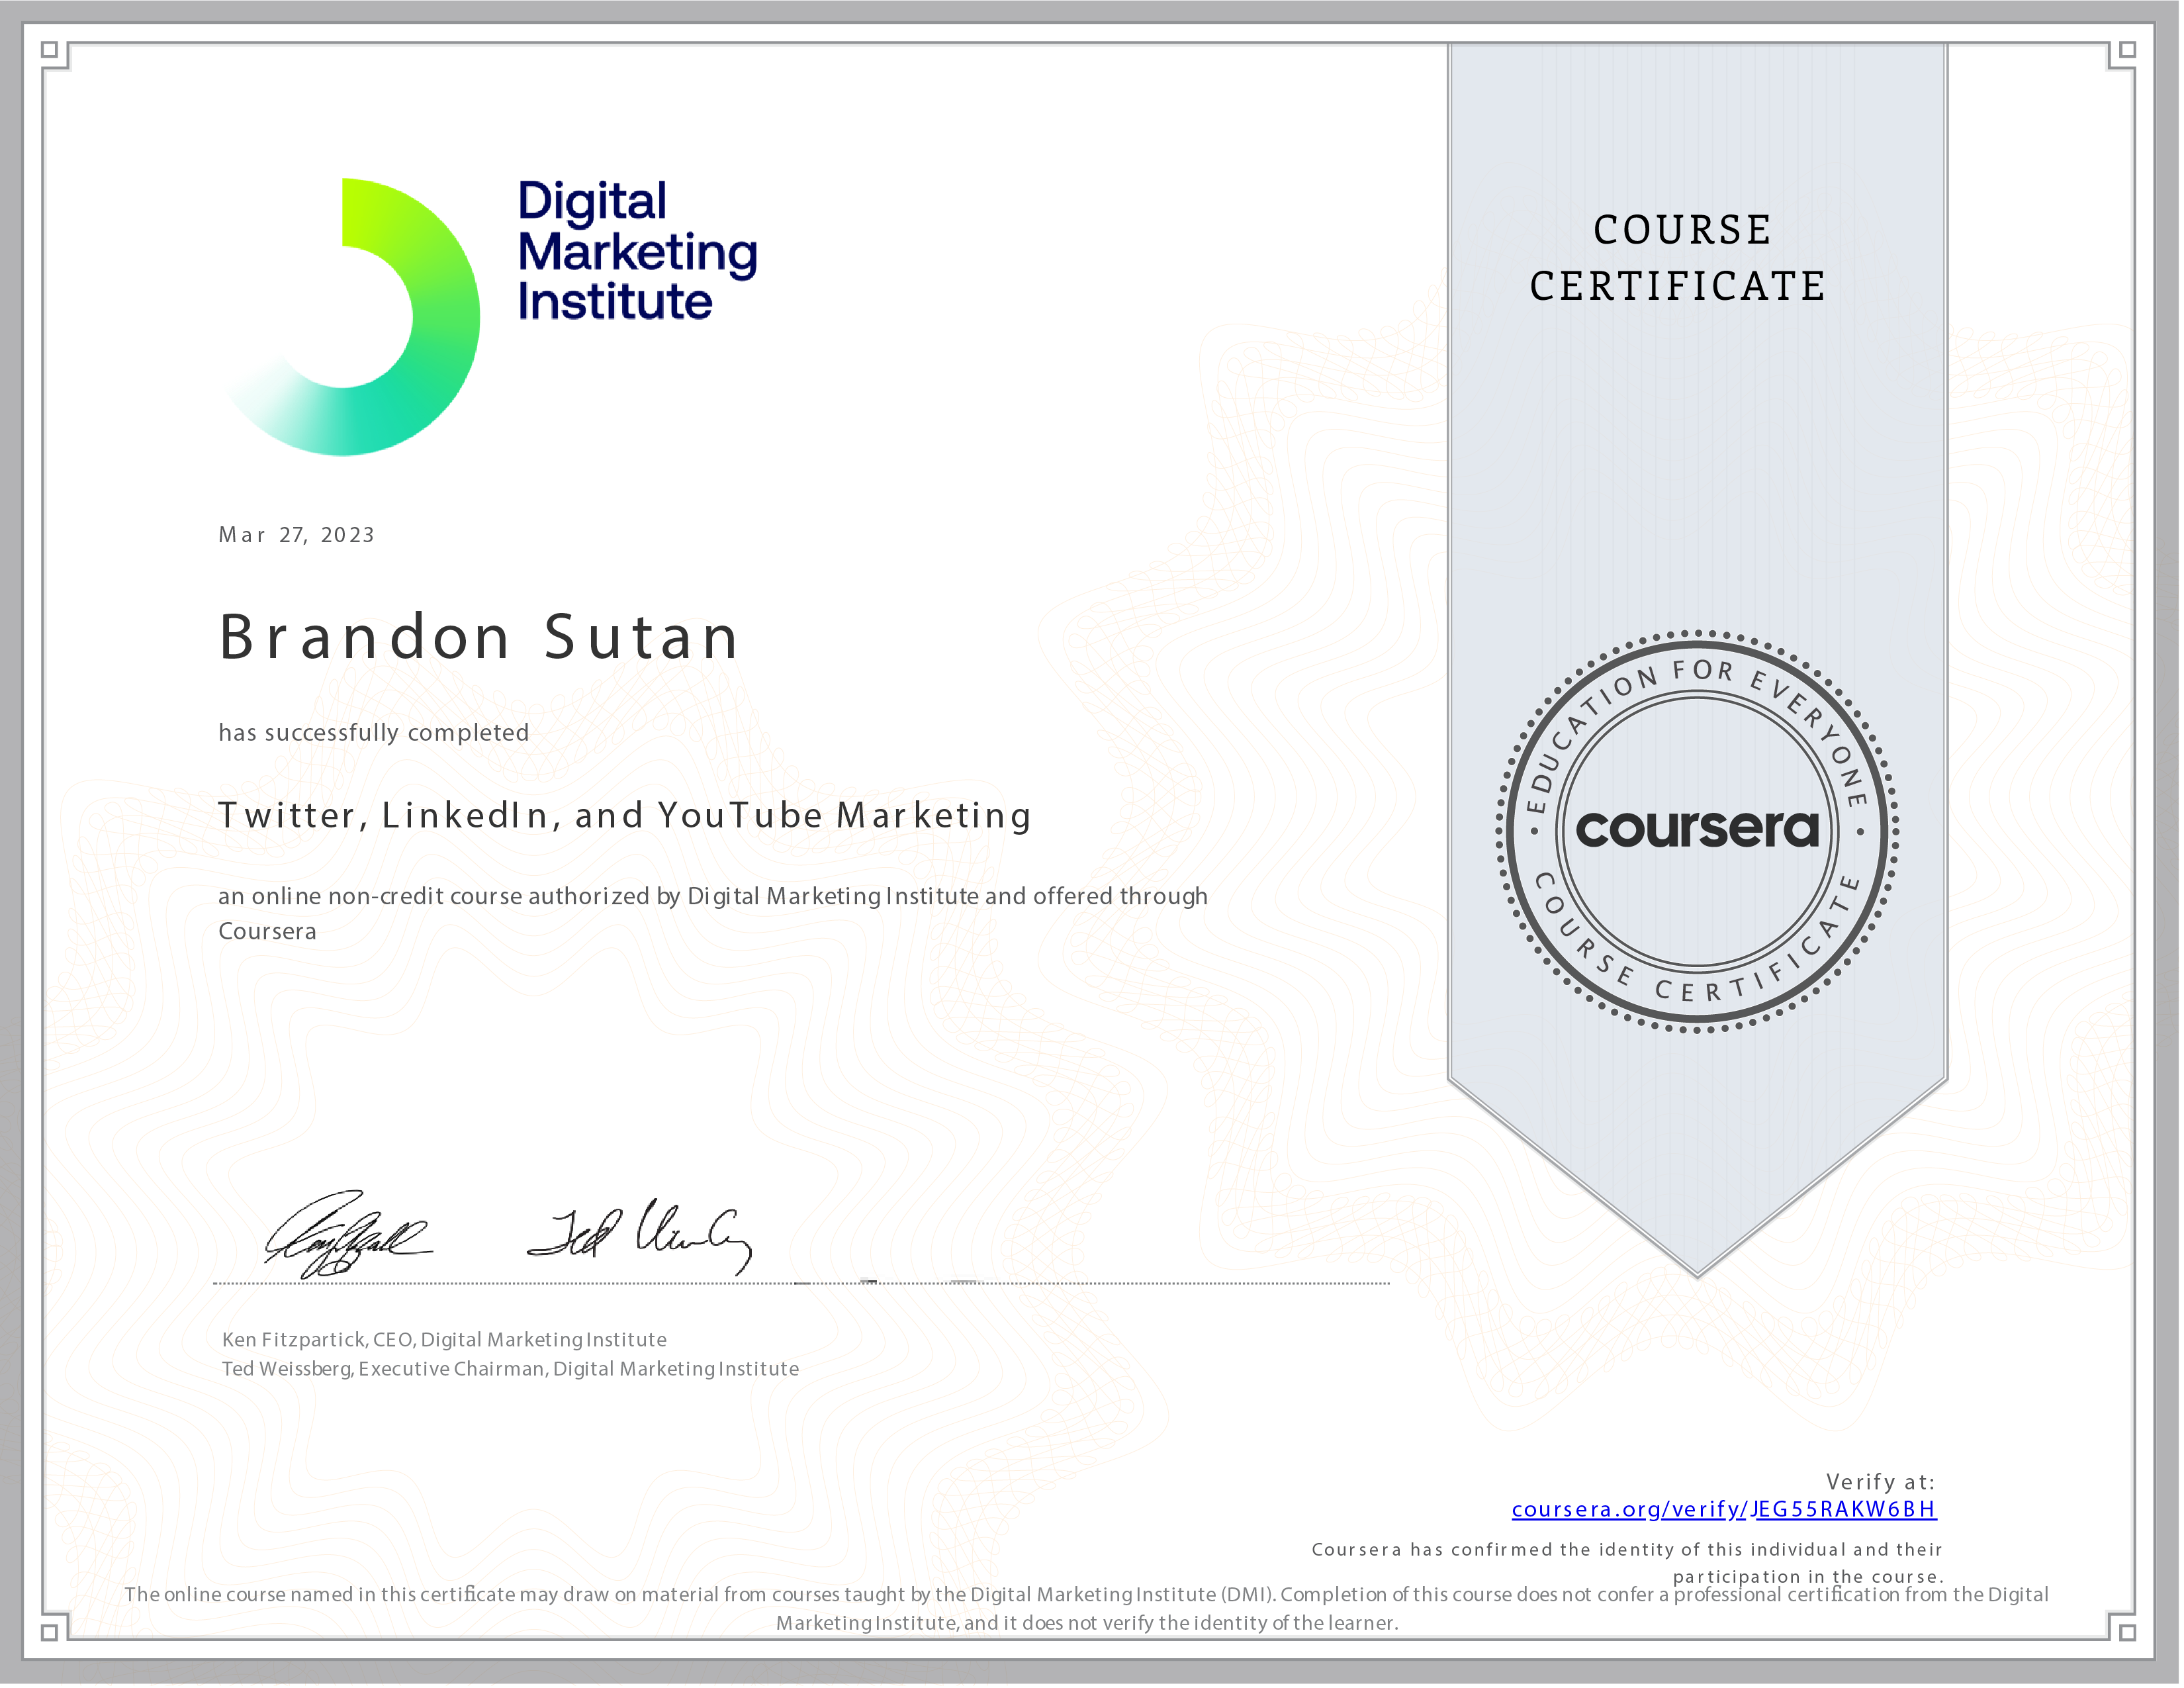 Digital
Marketing
Institute
COURSE
CERTIFICATE
Mar 27, 2023
Brandon Sutan
has successfully completed
Twitter, LinkedIn, and YouTube Marketing
an online non-credit course authorized by Digital Marketing Institute and offered through
Coursera
EDUCATION FOR EVERYONE
coursera
COURSE CERTIFICATE
Ken Fitzpartick, CEO, Digital Marketing Institute
Ted Weissberg, Executive Chairman, Digital Marketing Institute
Verify at:
coursera.org/verify/JEG55RAKW6BH
Coursera has confirmed the identity of this individual and their
participation in the course.
The online course named in this certificate may draw on material from courses taught by the Digital Marketing Institute (DMI). Completion of this course does not confer a professional certification from the Digital
Marketing Institute, and it does not verify the identity of the learner.